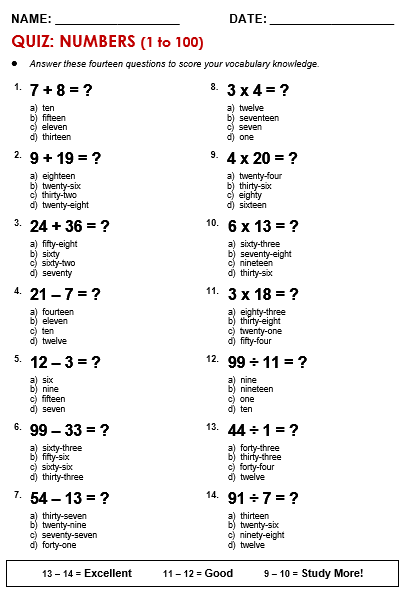 NAME: ____________________ DATE: ____________________
QUIZ: NUMBERS (1 to 100)
● Answer these fourteen questions to score your vocabulary knowledge.
1. 7 + 8 = ?
a) ten
b) fifteen
c) eleven
d) thirteen
2. 9 + 19 = ?
a) eighteen
b) twenty-six
c) thirty-two
d) twenty-eight
3. 24 + 36 = ?
a) fifty-eight
b) sixty
c) sixty-two
d) seventy
4. 21 – 7 = ?
a) fourteen
b) eleven
c) ten
d) twelve
5. 12 – 3 = ?
a) six
b) nine
c) fifteen
d) seven
6. 99 – 33 = ?
a) sixty-three
b) fifty-six
c) sixty-six
d) thirty-three
7. 54 – 13 = ?
a) thirty-seven
b) twenty-nine
c) seventy-seven
d) forty-one
8. 3 x 4 = ?
a) twelve
b) seventeen
c) seven
d) one
9. 4 x 20 = ?
a) twenty-four
b) thirty-six
c) eighty
d) sixteen
10. 6 x 13 = ?
a) sixty-three
b) seventy-eight
c) nineteen
d) thirty-six
11. 3 x 18 = ?
a) eighty-three
b) thirty-eight
c) twenty-one
d) fifty-four
12. 99 ÷ 11 = ?
a) nine
b) nineteen
c) one
d) ten
13. 44 ÷ 1 = ?
a) forty-three
b) thirty-three
c) forty-four
d) twelve
14. 91 ÷ 7 = ?
a) thirteen
b) twenty-six
c) ninety-eight
d) twelve
13 – 14 = Excellent 11 – 12 = Good 9 – 10 = Study More!